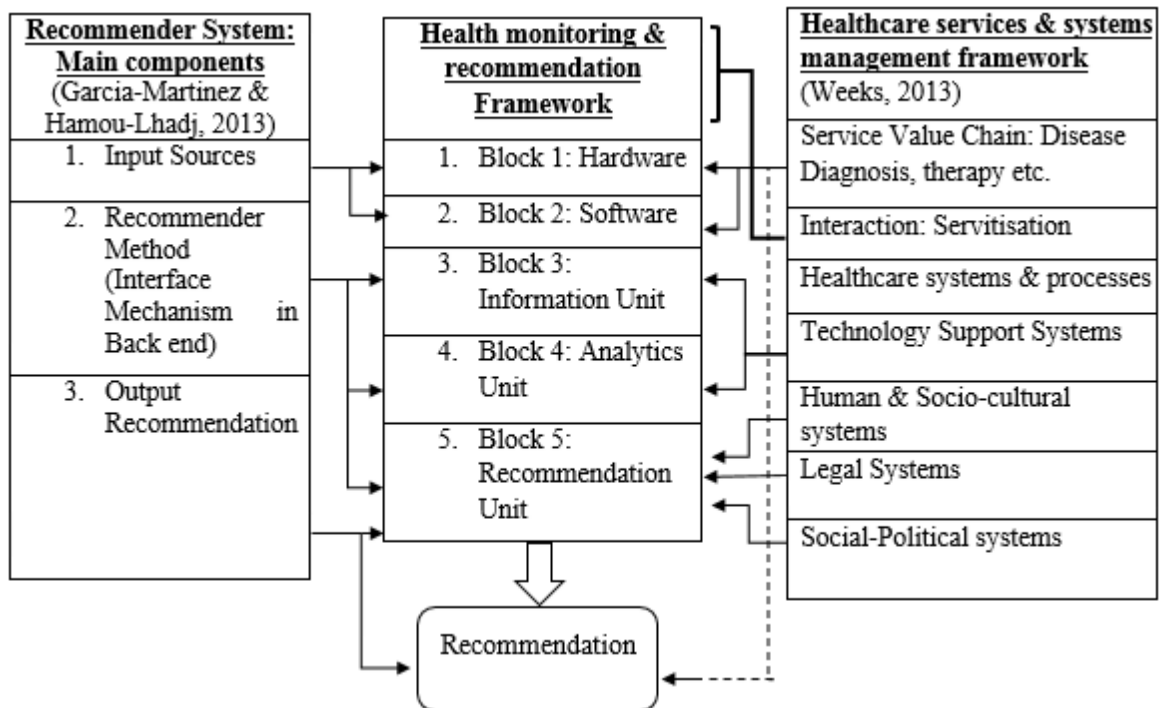 Recommender System:
Main components
(Garcia-Martinez &
Hamou-Lhadj, 2013)
1. Input Sources
2. Recommender
Method
(Interface
Mechanism in
Back end)
3. Output
Recommendation
Health monitoring &
recommendation
Framework
1. Block 1: Hardware
2. Block 2: Software
3. Block 3:
Information Unit
4. Block 4: Analytics
Unit
5. Block 5:
Recommendation
Unit
Recommendation
Healthcare services & systems
management framework
(Weeks, 2013)
Service Value Chain: Disease
Diagnosis, therapy etc.
Interaction: Servitisation
Healthcare systems & processes
Technology Support Systems
Human & Socio-cultural
systems
Legal Systems
Social-Political systems